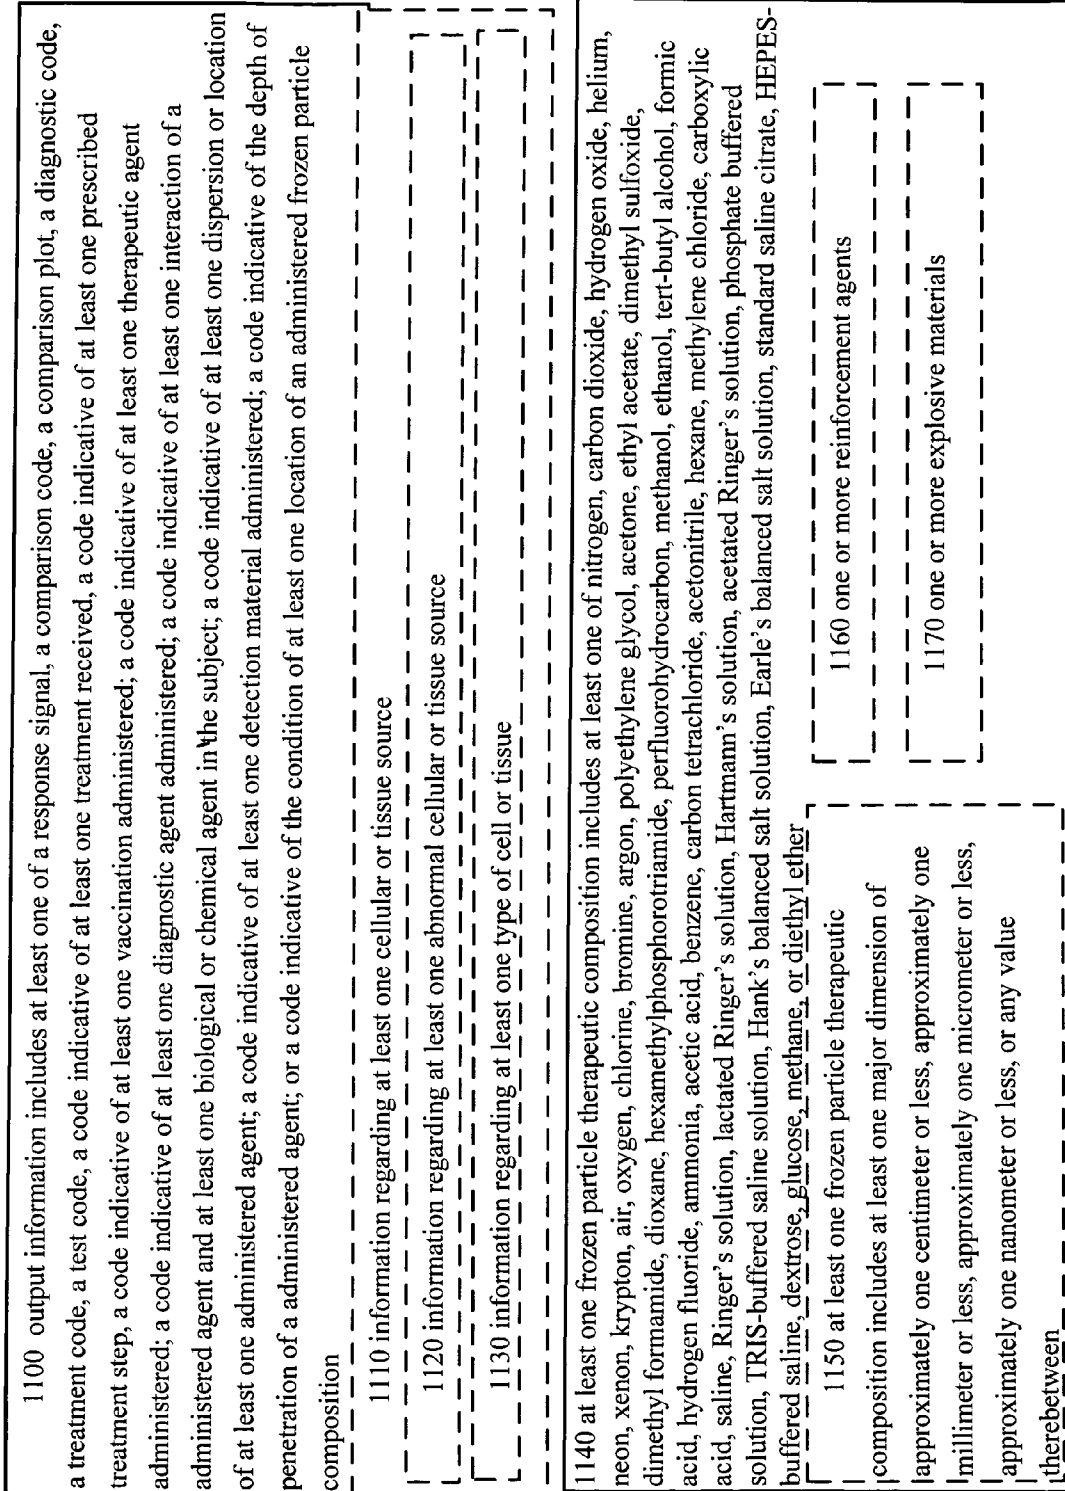 1100 output information includes at least one of a response signal, a comparison code, a comparison plot, a diagnostic code,
a treatment code, a test code, a code indicative of at least one treatment received, a code indicative of at least one prescribed
treatment step, a code indicative of at least one vaccination administered; a code indicative of at least one therapeutic agent
administered; a code indicative of at least one diagnostic agent administered; a code indicative of at least one interaction of a
administered agent and at least one biological or chemical agent in the subject; a code indicative of at least one dispersion or location
of at least one administered agent; a code indicative of at least one detection material administered; a code indicative of the depth of
penetration of a administered agent; or a code indicative of the condition of at least one location of an administered frozen particle
composition
1110 information regarding at least one cellular or tissue source
1120 information regarding at least one abnormal cellular or tissue source
1130 information regarding at least one type of cell or tissue
1140 at least one frozen particle therapeutic composition includes at least one of nitrogen, carbon dioxide, hydrogen oxide, helium,
neon, xenon, krypton, air, oxygen, chlorine, bromine, argon, polyethylene glycol, acetone, ethyl acetate, dimethyl sulfoxide,
dimethyl formamide, dioxane, hexamethylphosphorotriamide, perfluorohydrocarbon, methanol, ethanol, tert-butyl alcohol, formic
acid, hydrogen fluoride, ammonia, acetic acid, benzene, carbon tetrachloride, acetonitrile, hexane, methylene chloride, carboxylic
acid, saline, Ringer's solution, lactated Ringer's solution, Hartmann's solution, acetated Ringer's solution, phosphate buffered
solution, TRIS-buffered saline solution, Hank's balanced salt solution, Earle's balanced salt solution, standard saline citrate, HEPES-
buffered saline, dextrose, glucose, methane, or diethyl ether
1150 at least one frozen particle therapeutic
composition includes at least one major dimension of
approximately one centimeter or less, approximately one
millimeter or less, approximately one micrometer or less,
approximately one nanometer or less, or any value
therebetween
1160 one or more reinforcement agents
1170 one or more explosive materials